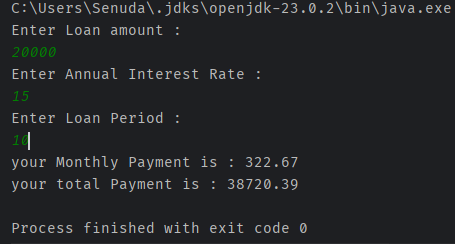 C:\Users\Senuda\.jdks\openjdk-23.0.2\bin\java.exe
Enter Loan amount :
20000
Enter Annual Interest Rate :
15
Enter Loan Period :
10
your Monthly Payment is : 322.67
your total Payment is : 38720.39
Process finished with exit code 0